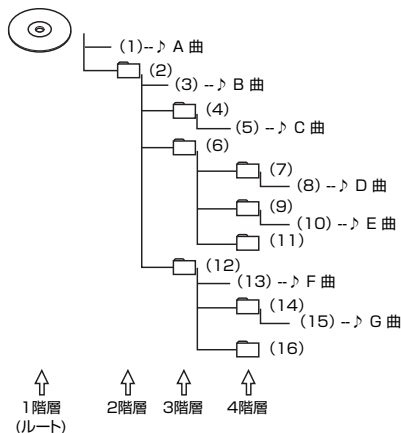 (1)--♪ A 曲
(2)
(3) --♪ B 曲
(4)
(5) --♪ C 曲
(6)
(7)
(8) --♪ D 曲
(9)
(10) --♪ E 曲
(11)
(12)
(13) --♪ F 曲
(14)
(15) --♪ G 曲
(16)
1階層 2階層 3階層 4階層
(ルート)